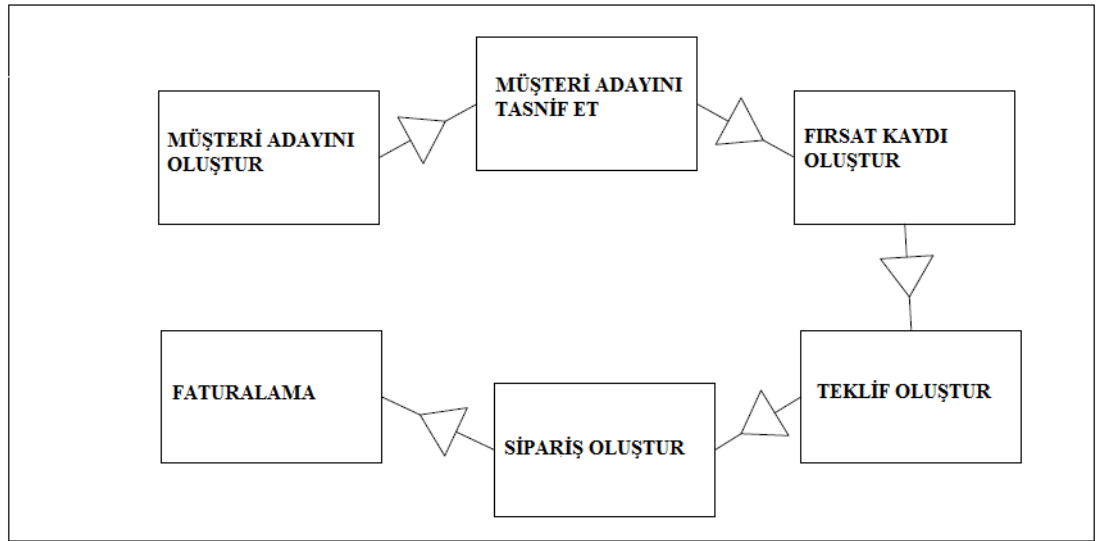 MÜŞTERİ ADAYINI
OLUŞTUR
MÜŞTERİ ADAYINI
TASNİF ET
FIRSAT KAYDI
OLUŞTUR
TEKLİF OLUŞTUR
SİPARİŞ OLUŞTUR
FATURALAMA